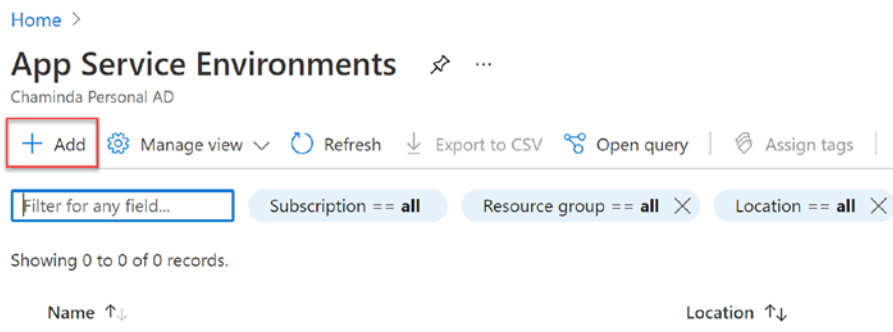 Home >
App Service Environments ...
Chaminda Personal AD
+ Add Manage view Refresh Export to CSV Open query Assign tags
Filter for any field... Subscription == all Resource group == all Location == all
Showing 0 to 0 of 0 records.
Name ↑↓ Location ↑↓